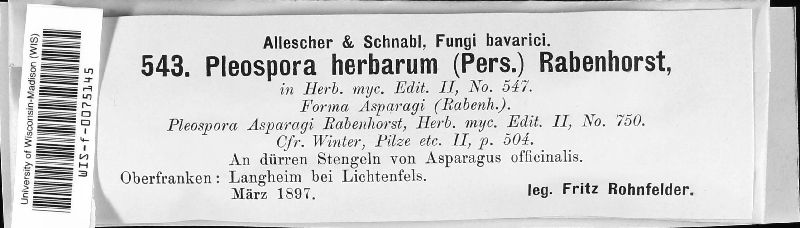 University of Wisconsin-Madison (WIS)
WIS-f-0075145
Allescher & Schnabl, Fungi bavarici.
543. Pleospora herbarum (Pers.) Rabenhorst,
in Herb. myc. Edit. II, No. 547.
Forma Asparagi (Rabenh.).
Pleospora Asparagi Rabenhorst, Herb. myc. Edit. II, No. 750.
Cfr. Winter, Pilze etc. II, p. 504.
An dürren Stengeln von Asparagus officinalis.
Oberfranken: Langheim bei Lichtenfels.
März 1897. leg. Fritz Rohnfelder.